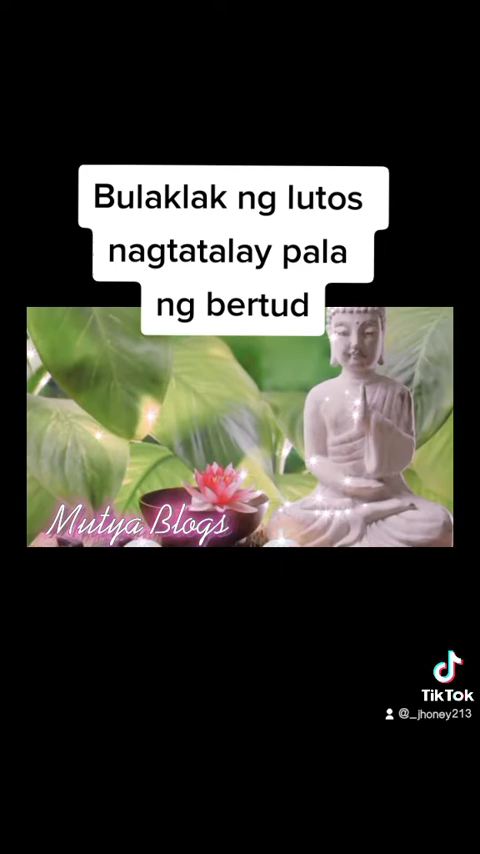 Bulaklak ng lutos
nagtatalay pala
ng bertud
Mutya Blogs
TikTok
@_jhoney213